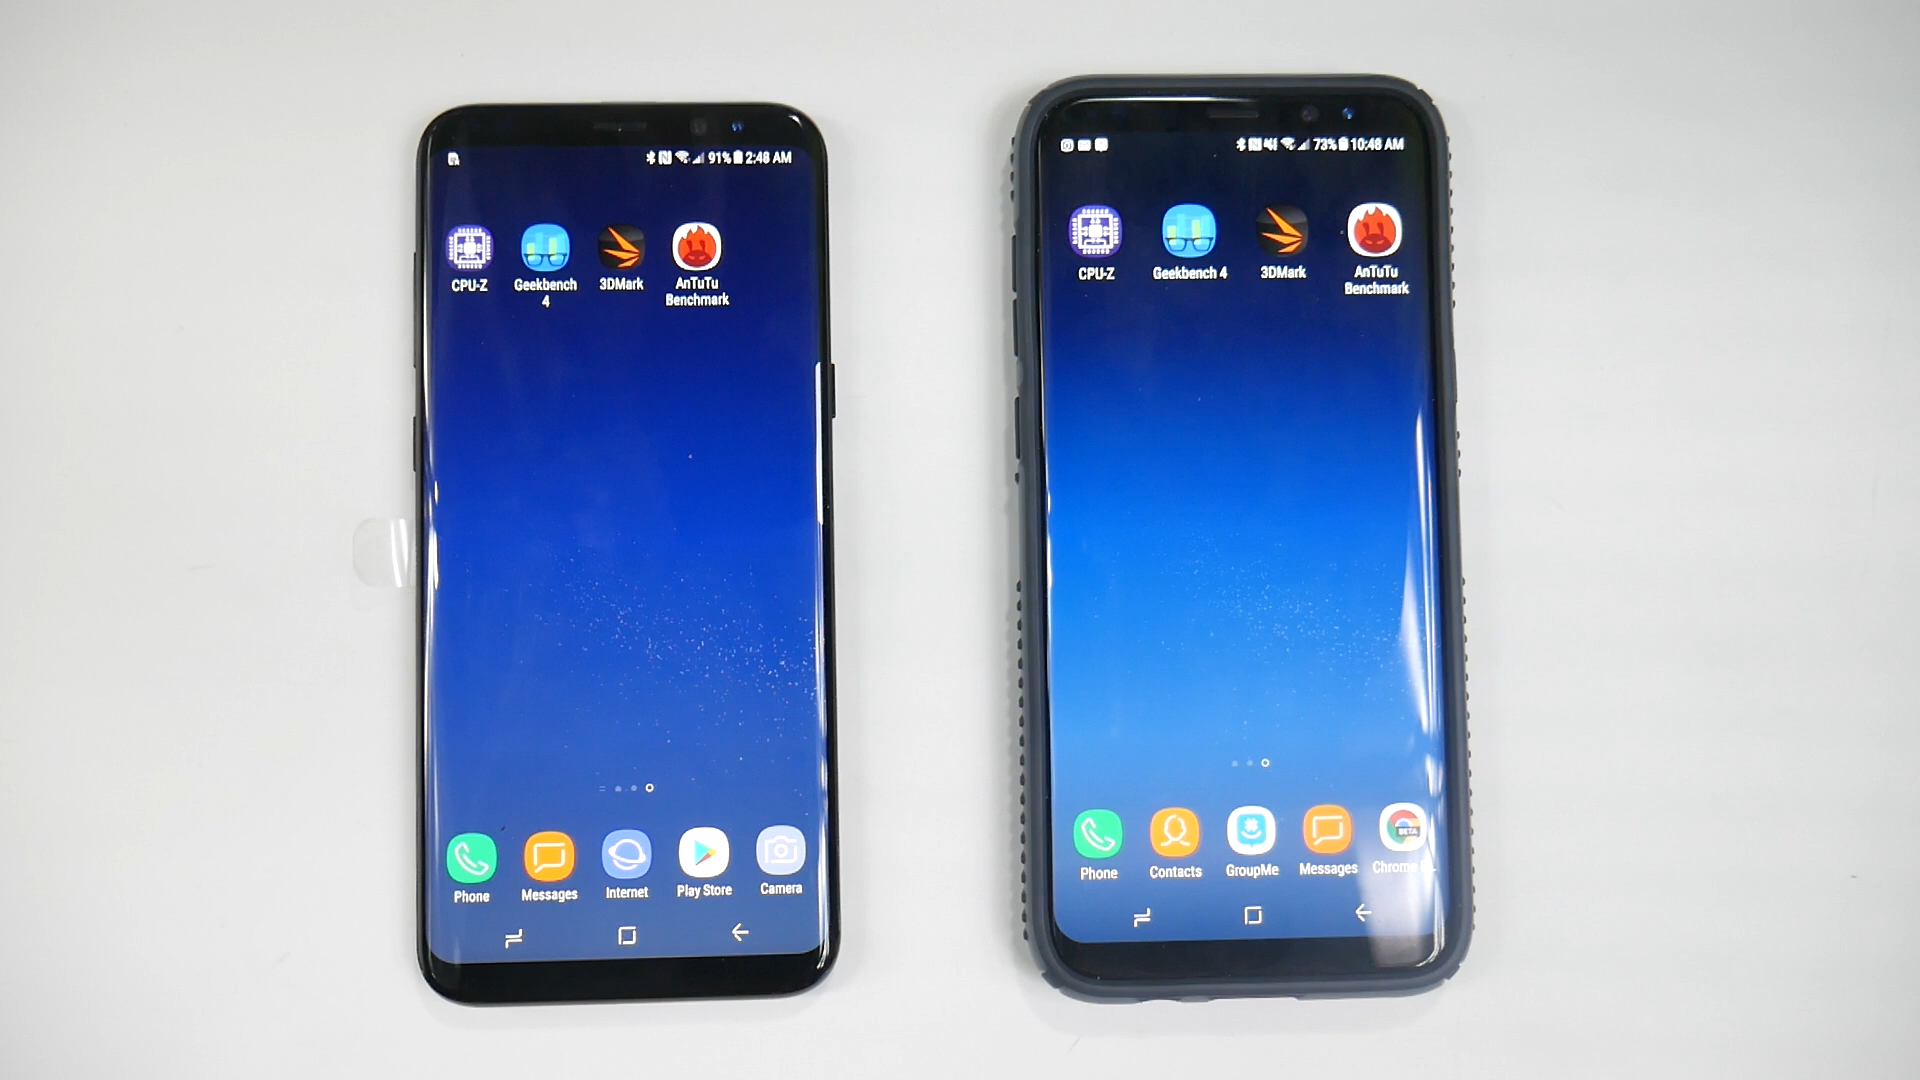 91% 2:48 AM
CPU-Z
Geekbench
4
3DMark
AnTuTu
Benchmark
Phone
Messages
Internet
Play Store
Camera
73% 10:48 AM
CPU-Z
Geekbench 4
3DMark
AnTuTu
Benchmark
Phone
Contacts
GroupMe
Messages
BETA
Chrome